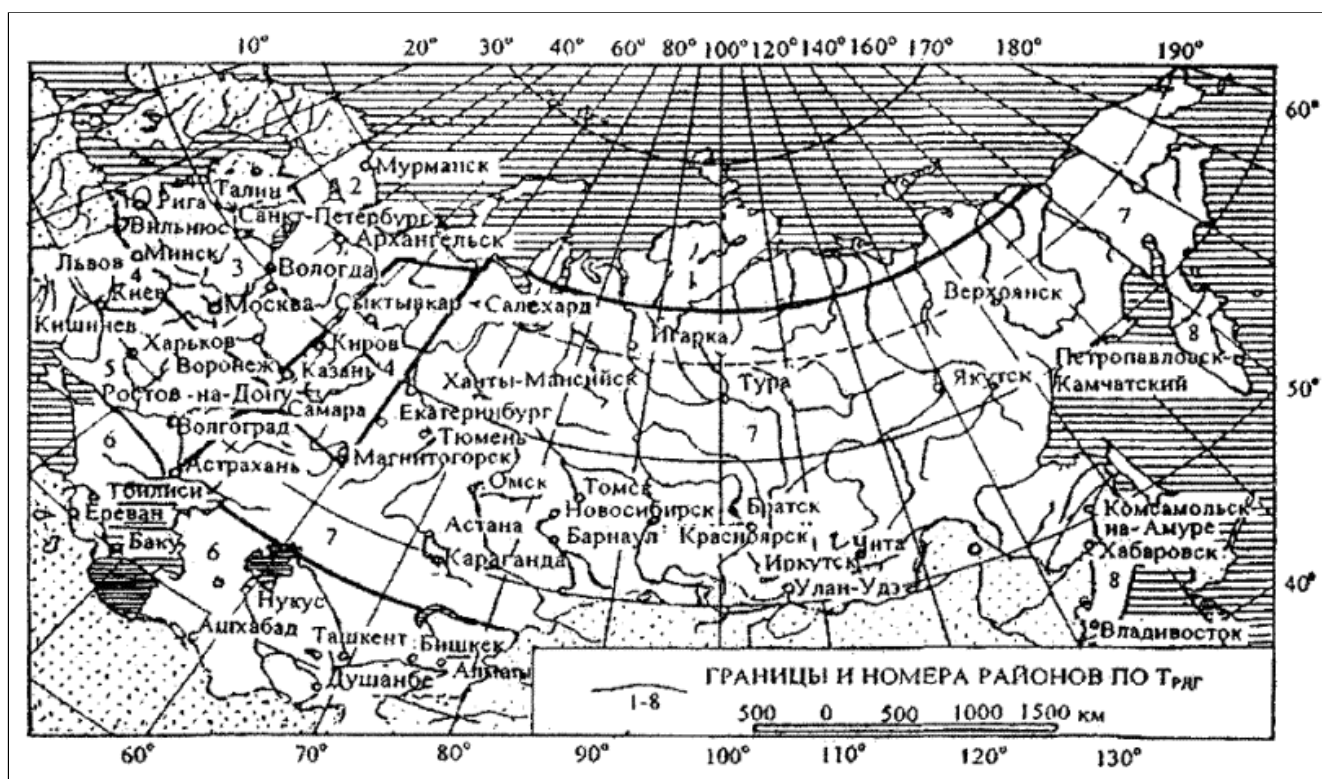 10° 20° 30° 40° 60° 80° 100° 120° 140° 160° 170° 180° 190°
60°
Мурманск
2
Талин
Рига
Санкт-Петербург
Вильнюс
Архангельск
7
1
Минск
Львов
3
Вологда
4
Киев
Москва
Сыктывкар
Салехард
Верхоянск
Кишинев
Игарка
8
Харьков
Киров
Петропавловск-
Камчатский
Воронеж
Казань 4
5
Ханты-Мансийск
Тура
Якутск
50°
Ростов-на-Дону
Самара
Екатеринбург
Волгоград
7
6
Тюмень
Магнитогорск
Астрахань
Омск
Томск
Тбилиси
Новосибирск
Братск
Комсамольск-
на-Амуре
Ереван
7
Астана
Барнаул
Красноярск
Чита
Хабаровск
Баку
6
Караганда
Иркутск
8
40°
Улан-Удэ
Нукус
Ашхабад
Владивосток
Ташкент
Бишкек
Алматы
Душанбе
ГРАНИЦЫ И НОМЕРА РАЙОНОВ ПО Трдг
1-8
500 0 500 1000 1500 км
60° 70° 80° 90° 100° 110° 120° 130°